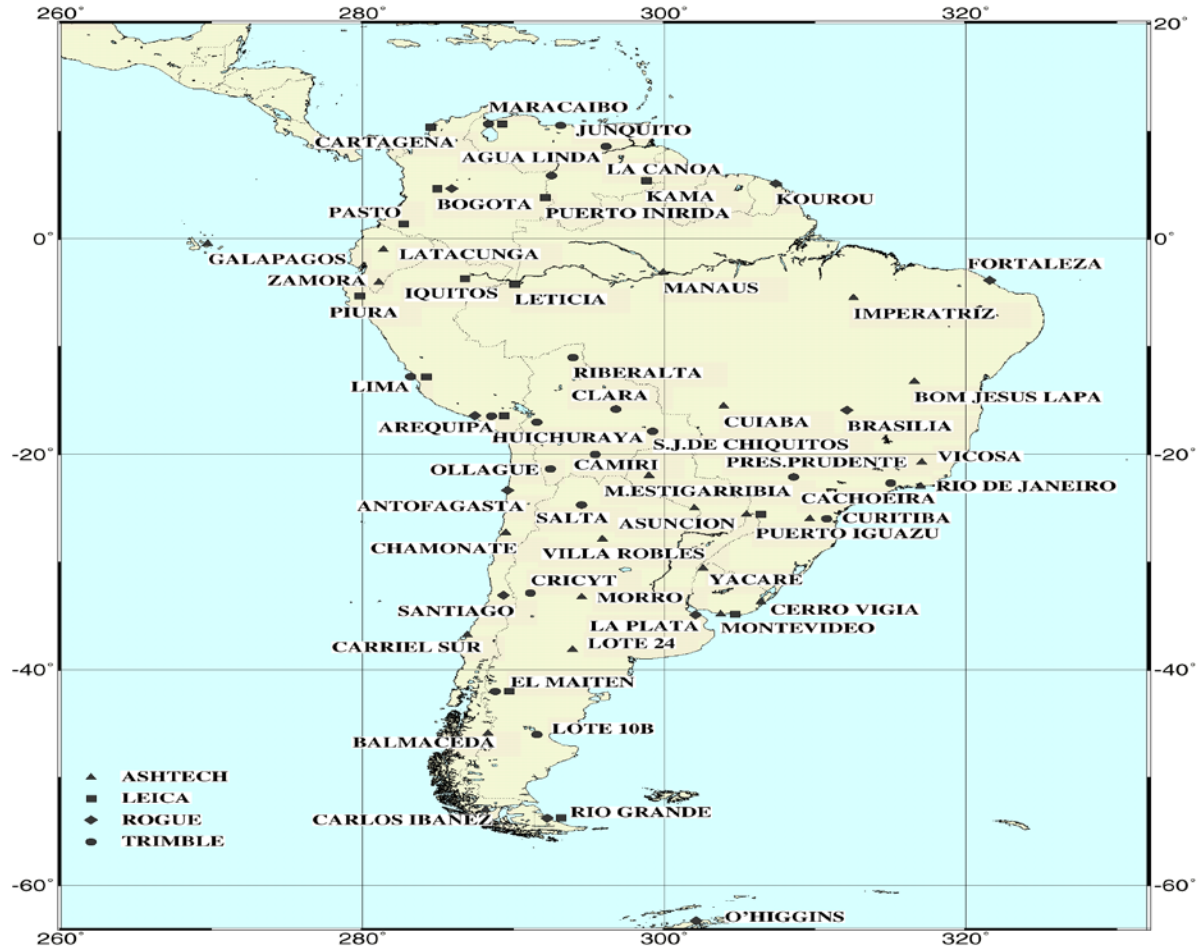 260° 280° 300° 320°
20°
MARACAIBO
JUNQUITO
CARTAGENA
AGUA LINDA
LA CANOA
KAMA
KOUROU
BOGOTA
PUERTO INIRIDA
PASTO
0° 0°
LATACUNGA
GALAPAGOS
FORTALEZA
ZAMORA
MANAUS
IQUITOS
LETICIA
PIURA
IMPERATRÍZ
RIBERALTA
LIMA
CLARA
BOM JESUS LAPA
CUIABA
BRASILIA
AREQUIPA
HUICHURAYA
S.J.DE CHIQUITOS
-20° -20°
VICOSA
OLLAGUE
CAMIRI
PRES.PRUDENTE
RIO DE JANEIRO
M.ESTIGARRIBIA
CACHOEIRA
ANTOFAGASTA
SALTA
ASUNCION
CURITIBA
PUERTO IGUAZU
CHAMONATE
VILLA ROBLES
CRICYT
YACARE
MORRO
SANTIAGO
CERRO VIGIA
LA PLATA
MONTEVIDEO
CARRIEL SUR
LOTE 24
-40° -40°
EL MAITEN
LOTE 10B
BALMACEDA
ASHTECH
LEICA
ROGUE
TRIMBLE
CARLOS IBANEZ
RIO GRANDE
-60° -60°
O'HIGGINS
260° 280° 300° 320°